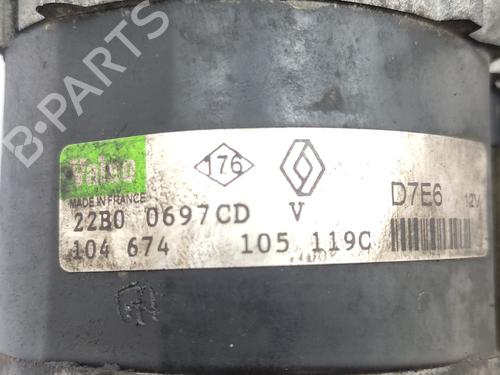 B-PARTS
Valeo
MADE IN FRANCE
176
D7E6 12V
22B0 0697CD V
104 674 105 119C